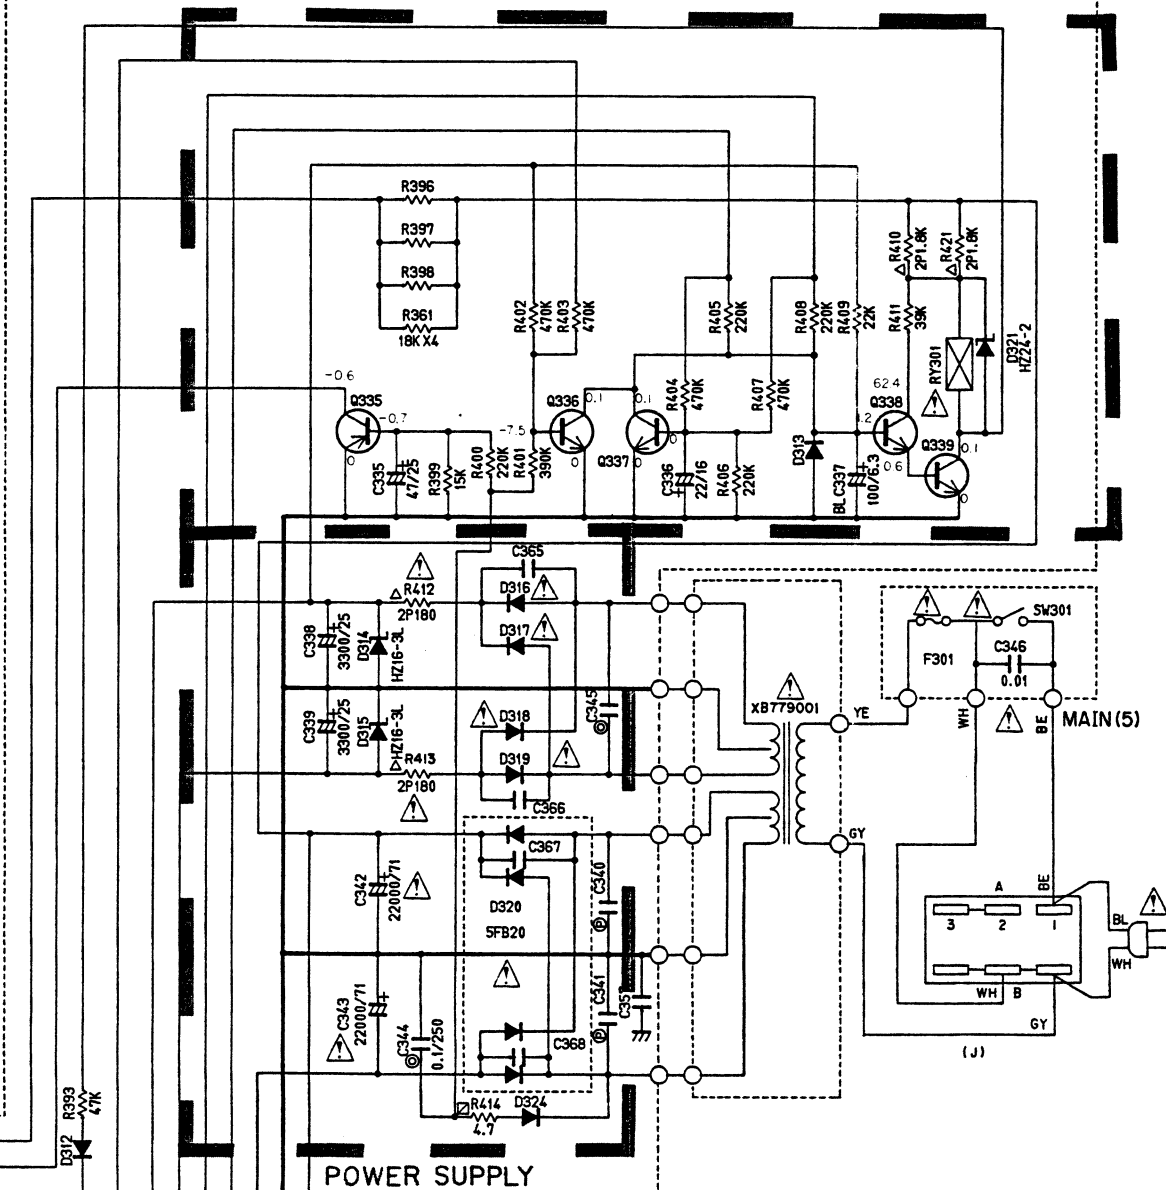 R396
R397
R398
R361
18K X4
R402
470K
R403
470K
R405
220K
R408
220K
R409
22K
R410
2P1.8K
R421
2P1.8K
R411
39K
RY301
D321
HZ24-2
-0.6
Q335
-0.7
0
C335
47/25
R399
15K
R400
220K
R401
390K
-7.5
Q336
0.1
0
0.1
Q337
0
0
R404
470K
R407
470K
C336
22/16
R406
220K
D313
BL C337
100/6.3
62.4
Q338
1.2
0.6
Q339
0.1
0
C365
D316
D317
R412
2P180
C338
3300/25
D314
HZ16-3L
C339
3300/25
D315
HZ16-3L
R413
2P180
D318
D319
C366
C345
XB779001
YE
GY
SW301
F301
C346
0.01
WH
BE
MAIN(5)
C342
22000/71
C343
22000/71
C344
0.1/250
C367
D320
5FB20
C368
C340
P
C341
P
R414
4.7
D324
A
BE
3
2
1
WH
B
GY
BL
WH
(J)
R393
47K
D312
POWER SUPPLY